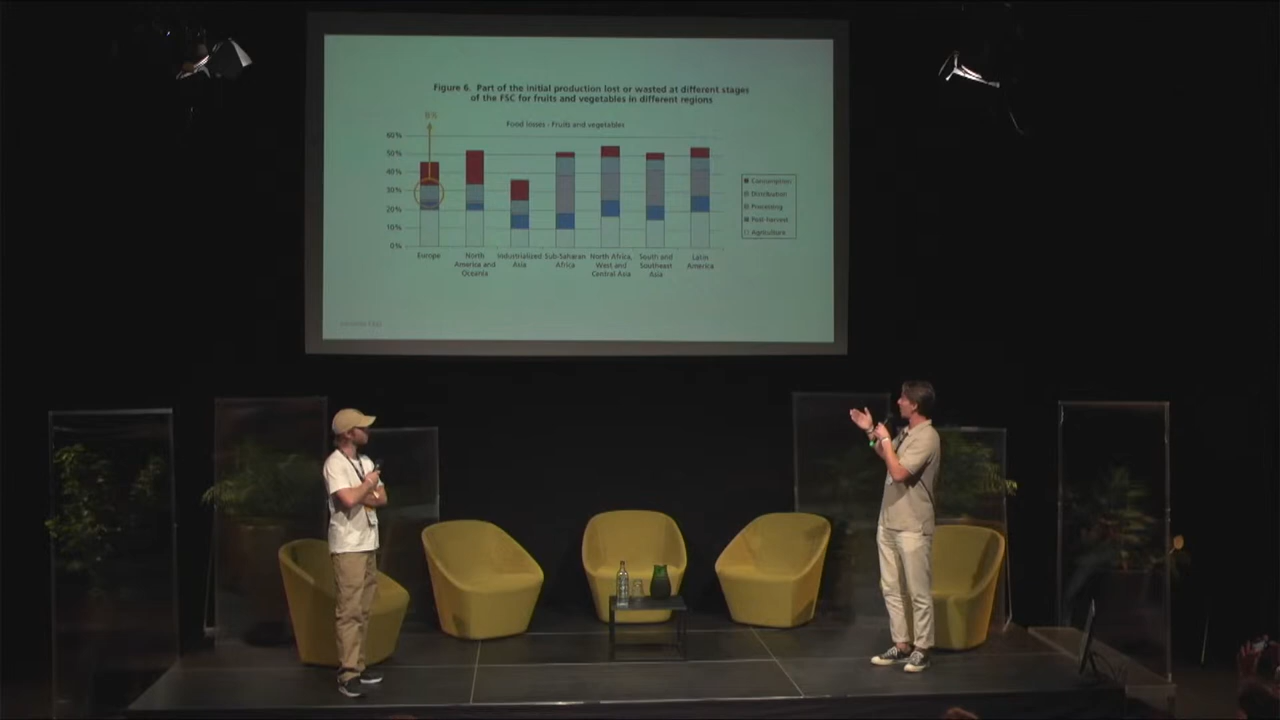 Figure 6. Part of the initial production lost or wasted at different stages
of the FSC for fruits and vegetables in different regions
Food losses - Fruits and vegetables
60%
50%
40%
30%
20%
10%
0%
Europe
North
America and
Oceania
Industrialized
Asia
Sub-Saharan
Africa
North Africa,
West and
Central Asia
South and
Southeast
Asia
Latin
America
Consumption
Distribution
Processing
Post-harvest
Agriculture